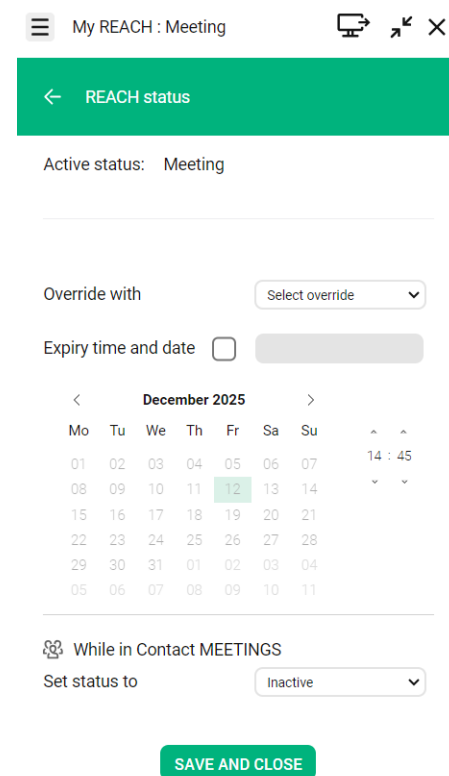 My REACH : Meeting
REACH status
Active status: Meeting
Override with Select override
Expiry time and date
December 2025
Mo Tu We Th Fr Sa Su
01 02 03 04 05 06 07
14 : 45
08 09 10 11 12 13 14
15 16 17 18 19 20 21
22 23 24 25 26 27 28
29 30 31 01 02 03 04
05 06 07 08 09 10 11
While in Contact MEETINGS
Set status to Inactive
SAVE AND CLOSE